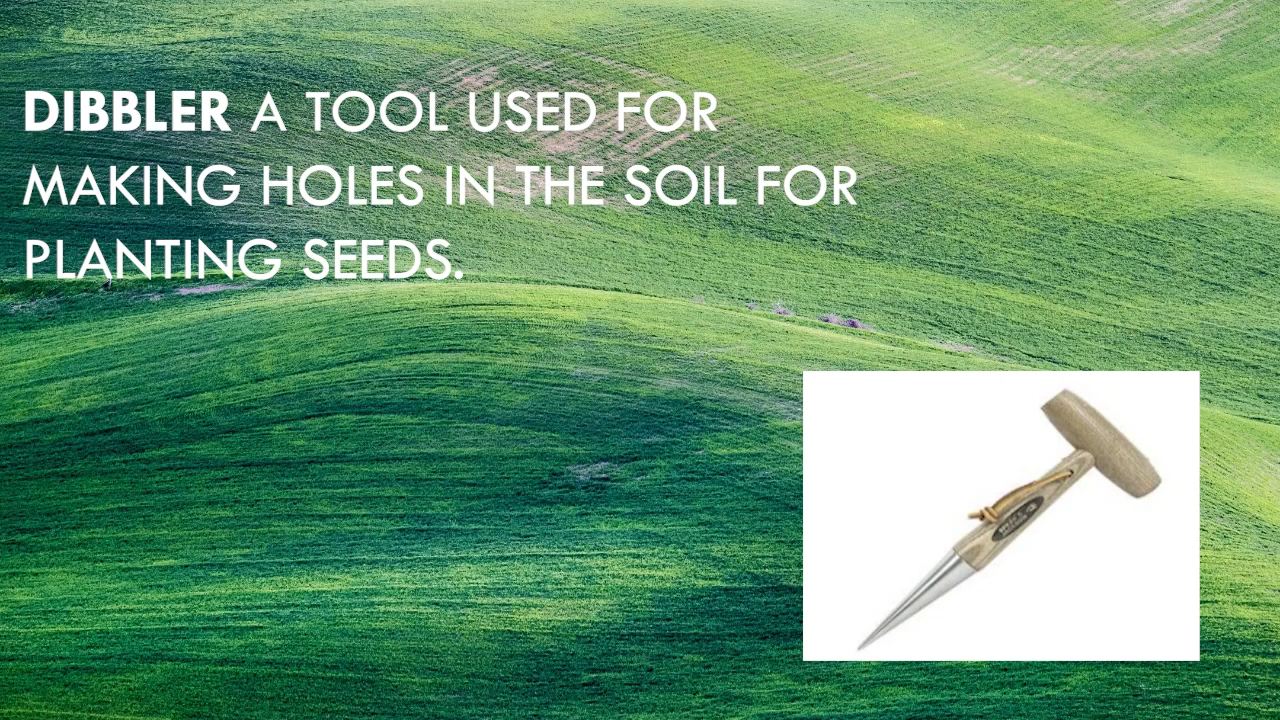 DIBBLER A TOOL USED FOR
MAKING HOLES IN THE SOIL FOR
PLANTING SEEDS.